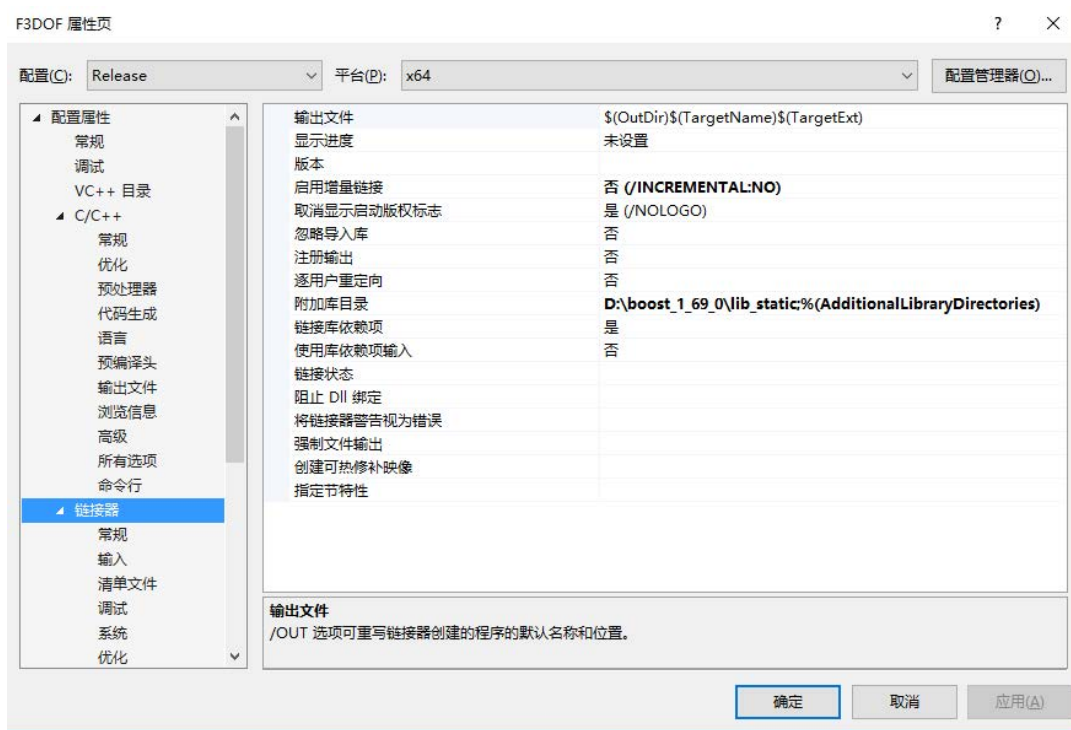 F3DOF 属性页
?
配置(C):
Release
平台(P):
x64
配置管理器(O)...
配置属性
常规
调试
VC++ 目录
C/C++
常规
优化
预处理器
代码生成
语言
预编译头
输出文件
浏览信息
高级
所有选项
命令行
链接器
常规
输入
清单文件
调试
系统
优化
输出文件 $(OutDir)$(TargetName)$(TargetExt)
显示进度 未设置
版本
启用增量链接 否 (/INCREMENTAL:NO)
取消显示启动版权标志 是 (/NOLOGO)
忽略导入库 否
注册输出 否
逐用户重定向 否
附加库目录 D:\boost_1_69_0\lib_static;%(AdditionalLibraryDirectories)
链接库依赖项 是
使用库依赖项输入 否
链接状态
阻止 Dll 绑定
将链接器警告视为错误
强制文件输出
创建可热修补映像
指定节特性
输出文件
/OUT 选项可重写链接器创建的程序的默认名称和位置。
确定
取消
应用(A)